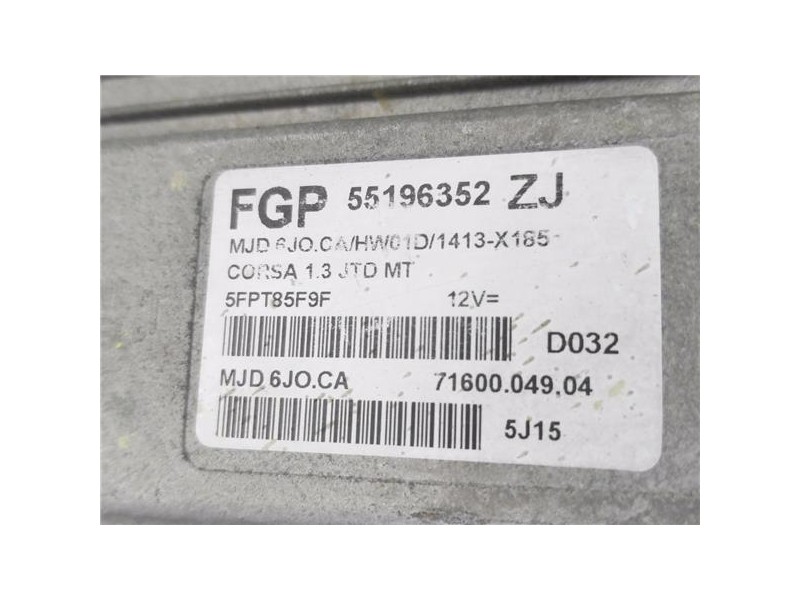 FGP 55196352 ZJ
MJD 6JO.CA/HW01D/1413-X185
CORSA 1.3 JTD MT
5FPT85F9F 12V=
D032
MJD 6JO.CA 71600.049.04
5J15